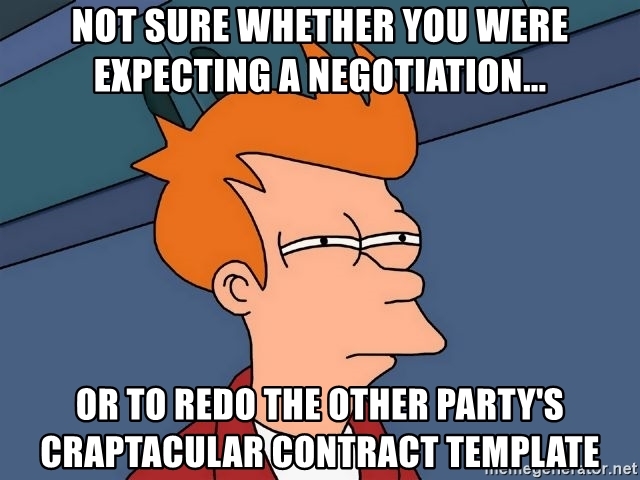 NOT SURE WHETHER YOU WERE
EXPECTING A NEGOTIATION...
OR TO REDO THE OTHER PARTY'S
CRAPTACULAR CONTRACT TEMPLATE
memegenerator.net